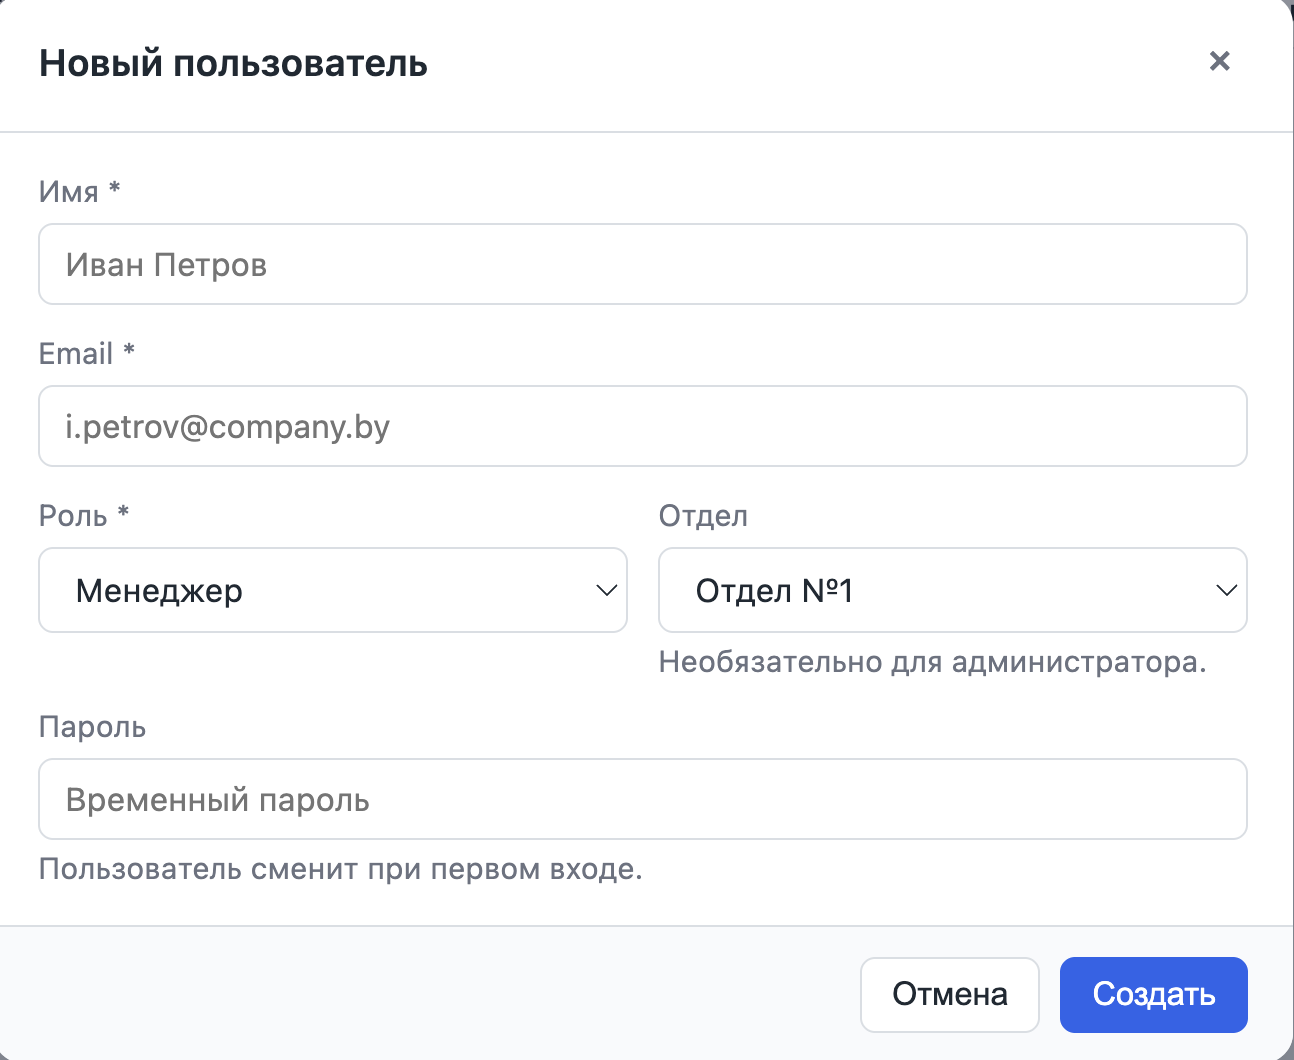 Новый пользователь
×
Имя *
Иван Петров
Email *
i.petrov@company.by
Роль * Отдел
Менеджер Отдел №1
Необязательно для администратора.
Пароль
Временный пароль
Пользователь сменит при первом входе.
Отмена Создать